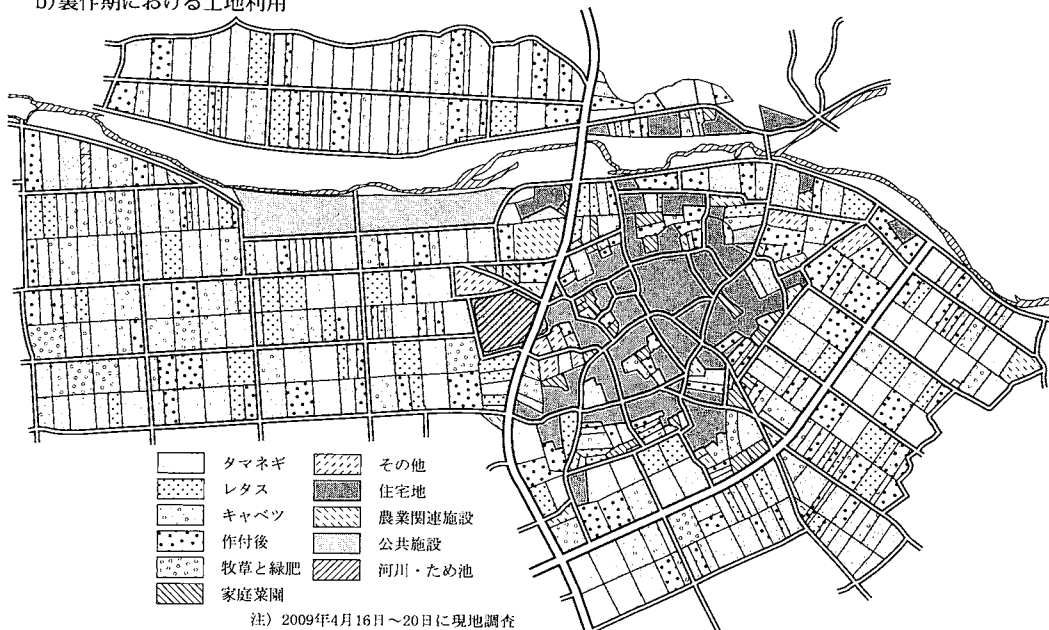 b)裏作期における土地利用
タマネギ
レタス
キャベツ
作付後
牧草と緑肥
家庭菜園
その他
住宅地
農業関連施設
公共施設
河川・ため池
注）2009年4月16日～20日に現地調査